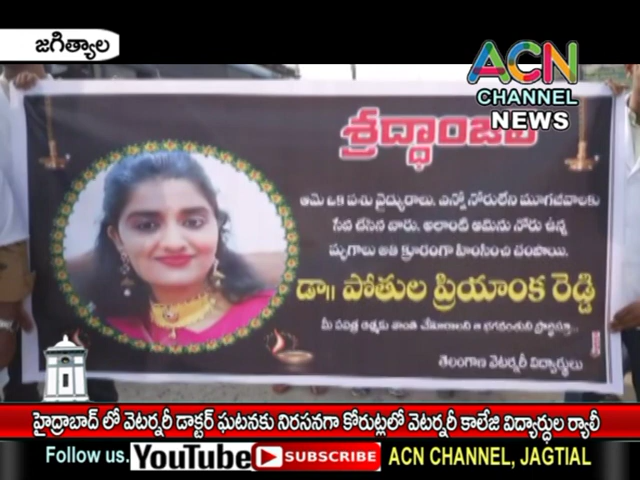 జగిత్యాల
ACN
CHANNEL
NEWS
శ్రద్ధాంజలి
ఆమె ఒక పశు వైద్యురాలు. ఎన్నో నోరులేని మూగజీవాలకు
సేవ చేసిన వారు. అలాంటి ఆమెను నోరు ఉన్న
మృగాలు అతి క్రూరంగా హింసించి చంపాయి.
డా|| పోతుల ప్రియాంక రెడ్డి
మీ పవిత్ర ఆత్మకు శాంతి చేకూరాలని ఆ భగవంతుని ప్రార్థిస్తూ..
తెలంగాణ వెటర్నరీ విద్యార్థులు
హైద్రాబాద్ లో వెటర్నరీ డాక్టర్ ఘటనకు నిరసనగా కోరుట్లలో వెటర్నరీ కాలేజి విద్యార్ధుల ర్యాలీ
Follow us. YouTube SUBSCRIBE ACN CHANNEL, JAGTIAL